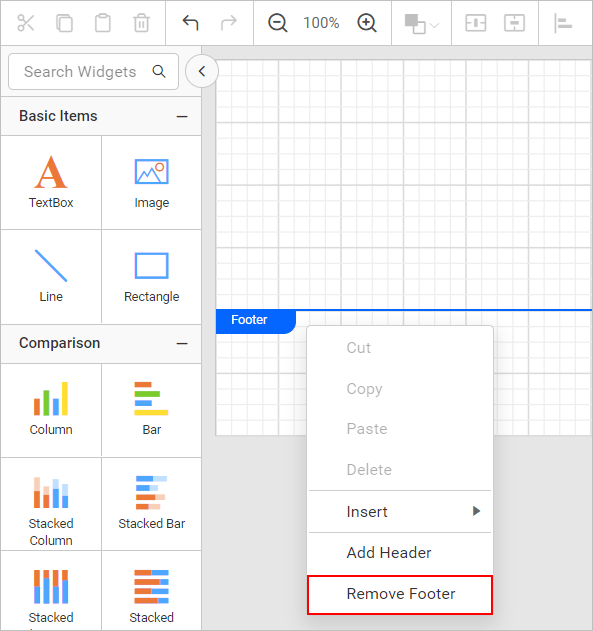 100%
Search Widgets
Basic Items
TextBox
Image
Line
Rectangle
Comparison
Column
Bar
Stacked
Column
Stacked Bar
Stacked
Stacked
Footer
Cut
Copy
Paste
Delete
Insert
Add Header
Remove Footer